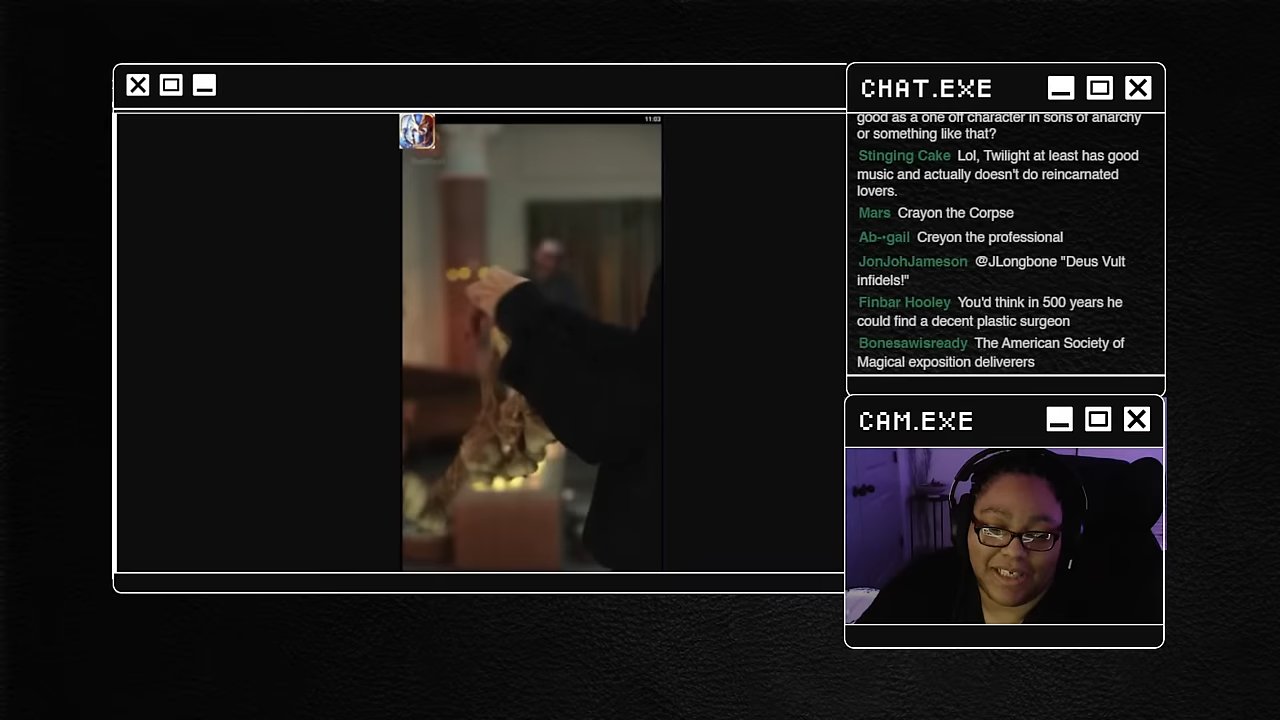 11:03
CHAT.EXE
good as a one off character in sons of anarchy
or something like that?
Stinging Cake Lol, Twilight at least has good
music and actually doesn't do reincarnated
lovers.
Mars Crayon the Corpse
Ab-•gail Creyon the professional
JonJohJameson @JLongbone "Deus Vult
infidels!"
Finbar Hooley You'd think in 500 years he
could find a decent plastic surgeon
Bonesawisready The American Society of
Magical exposition deliverers
CAM.EXE